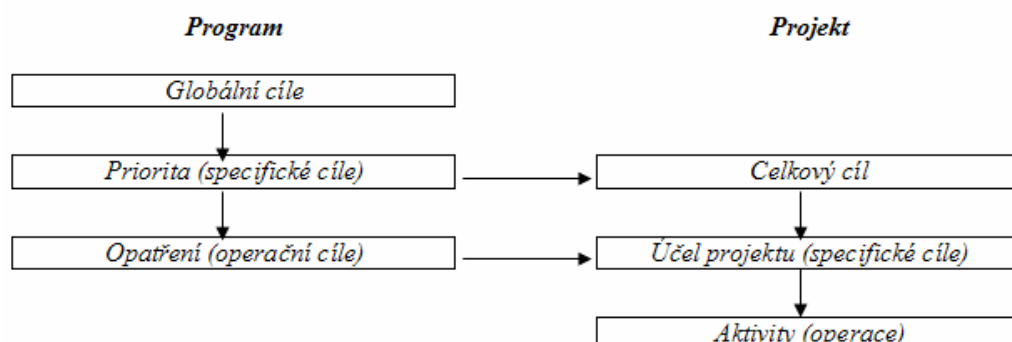 Program Projekt
Globální cíle
Priorita (specifické cíle) Celkový cíl
Opatření (operační cíle) Účel projektu (specifické cíle)
Aktivity (operace)